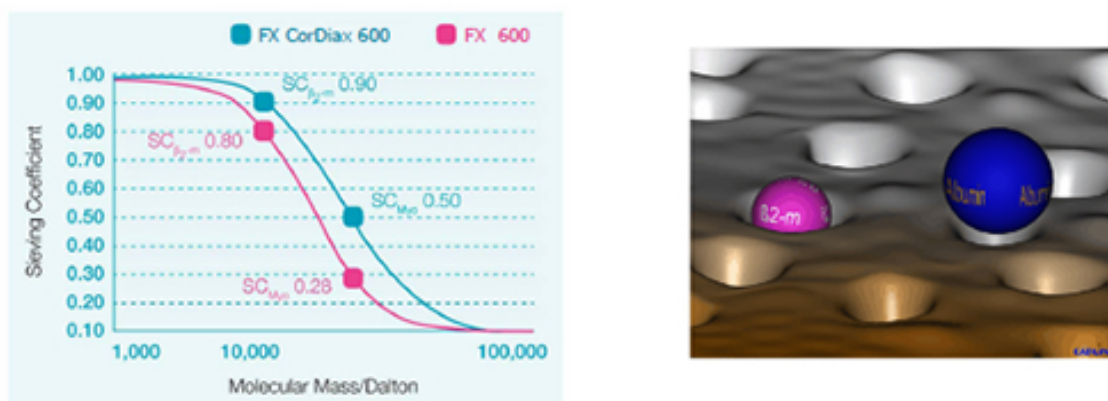 FX CorDiax 600
FX 600
1.00
0.90
0.80
0.70
0.60
0.50
0.40
0.30
0.20
0.10
Sieving Coefficient
SCβ₂-m 0.90
SCβ₂-m 0.80
SCMyo 0.50
SCMyo 0.28
1,000
10,000
100,000
Molecular Mass/Dalton
ß2-m
Albumin
Albumin